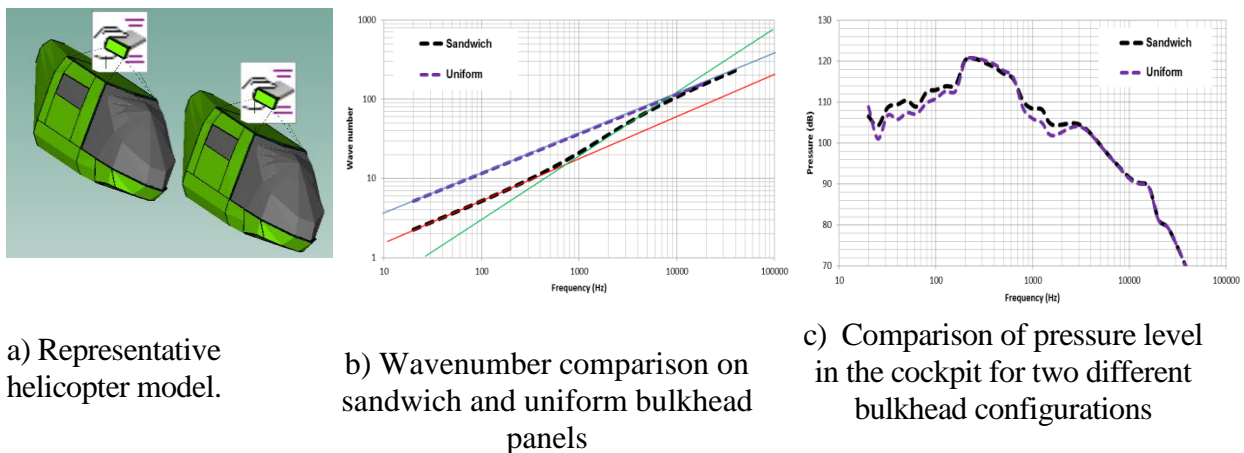 1000
100
10
1
Wave number
Sandwich
Uniform
10
100
1000
10000
100000
Frequency (Hz)
130
120
110
100
90
80
70
Pressure (dB)
Sandwich
Uniform
10
100
1000
10000
100000
Frequency (Hz)
a) Representative
helicopter model.
b) Wavenumber comparison on
sandwich and uniform bulkhead
panels
c) Comparison of pressure level
in the cockpit for two different
bulkhead configurations